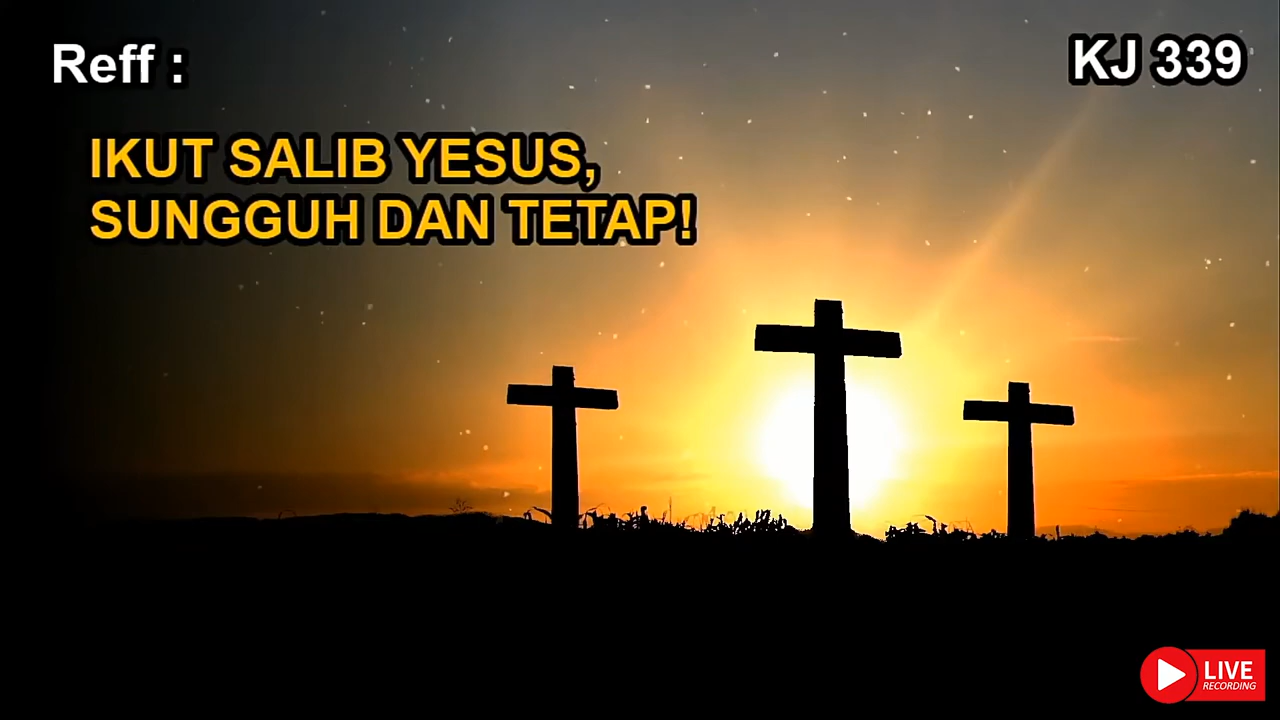 Reff :
KJ 339
IKUT SALIB YESUS,
SUNGGUH DAN TETAP!
LIVE
RECORDING